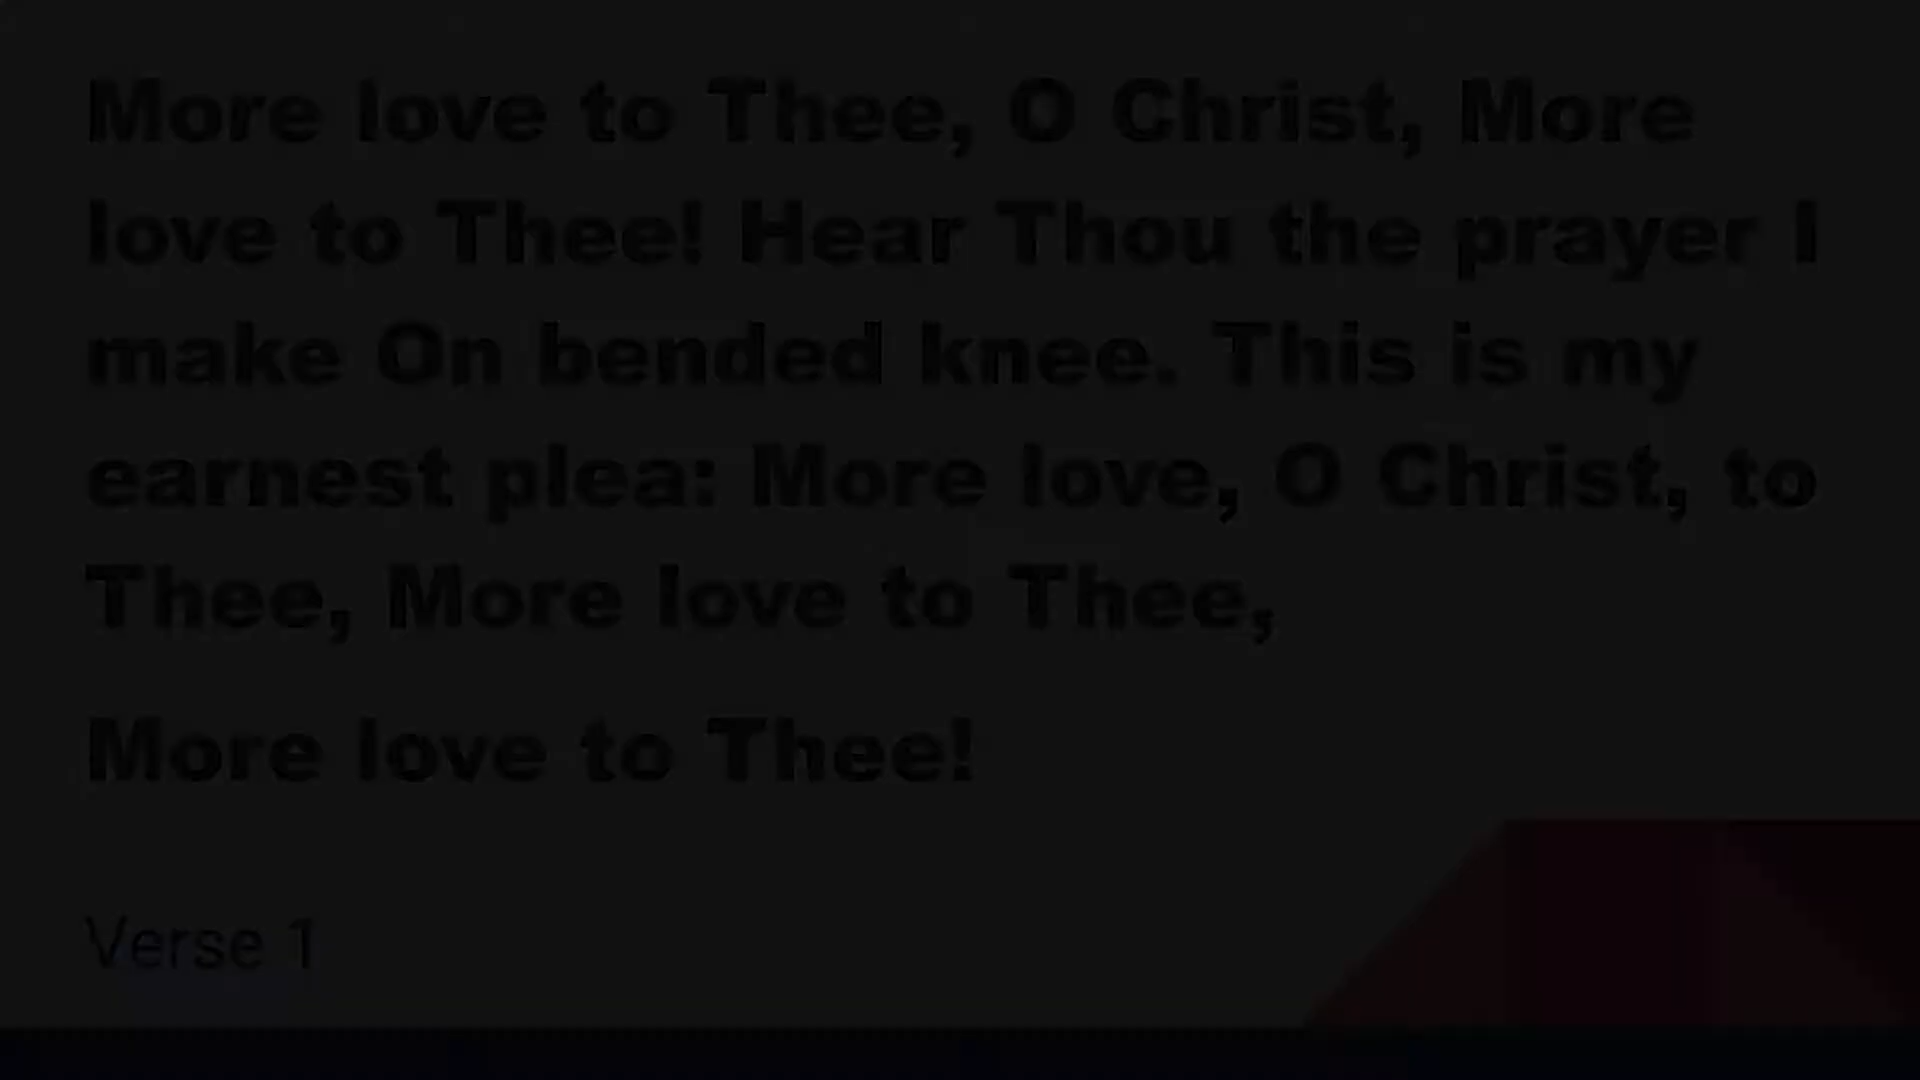 More love to Thee, O Christ, More
love to Thee! Hear Thou the prayer I
make On bended knee. This is my
earnest plea: More love, O Christ, to
Thee, More love to Thee,
More love to Thee!
Verse 1